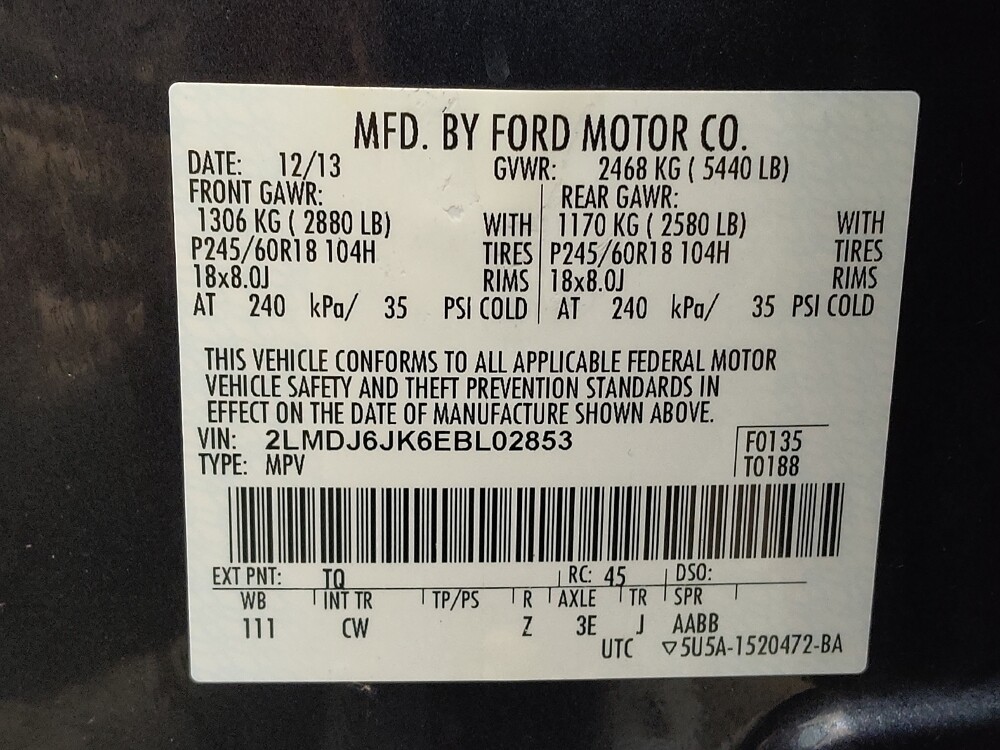 MFD. BY FORD MOTOR CO.
DATE: 12/13 GVWR: 2468 KG ( 5440 LB)
FRONT GAWR: REAR GAWR:
1306 KG ( 2880 LB) WITH 1170 KG ( 2580 LB) WITH
P245/60R18 104H TIRES P245/60R18 104H TIRES
18x8.0J RIMS 18x8.0J RIMS
AT 240 kPa/ 35 PSI COLD AT 240 kPa/ 35 PSI COLD
THIS VEHICLE CONFORMS TO ALL APPLICABLE FEDERAL MOTOR
VEHICLE SAFETY AND THEFT PREVENTION STANDARDS IN
EFFECT ON THE DATE OF MANUFACTURE SHOWN ABOVE.
VIN: 2LMDJ6JK6EBL02853 F0135
TYPE: MPV T0188
EXT PNT: TQ RC: 45 DSO:
WB INT TR TP/PS R AXLE TR SPR
111 CW Z 3E J AABB
UTC ▽5U5A-1520472-BA